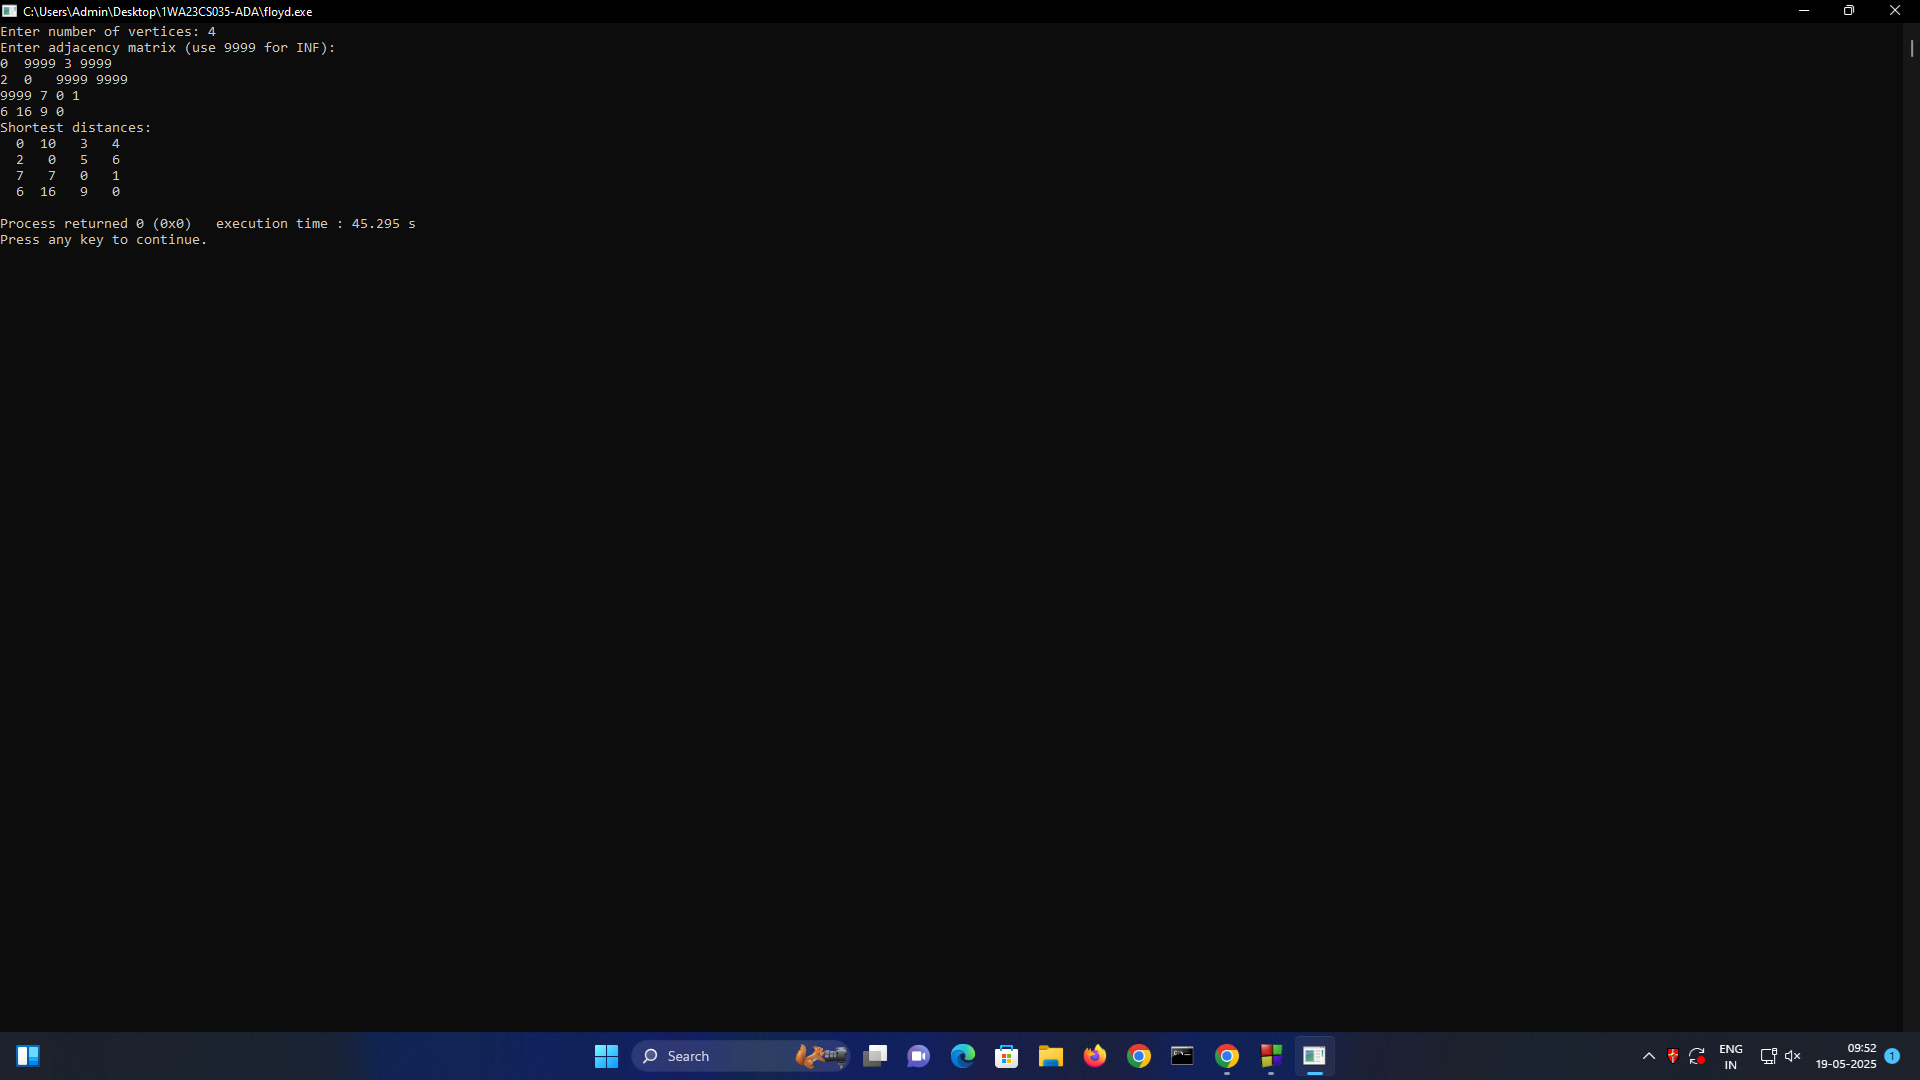 C:\Users\Admin\Desktop\1WA23CS035-ADA\floyd.exe
Enter number of vertices: 4
Enter adjacency matrix (use 9999 for INF):
0  9999 3 9999
2  0   9999 9999
9999 7 0 1
6 16 9 0
Shortest distances:
  0  10   3   4
  2   0   5   6
  7   7   0   1
  6  16   9   0
Process returned 0 (0x0)   execution time : 45.295 s
Press any key to continue.
Search
ENG
IN
09:52
19-05-2025
1